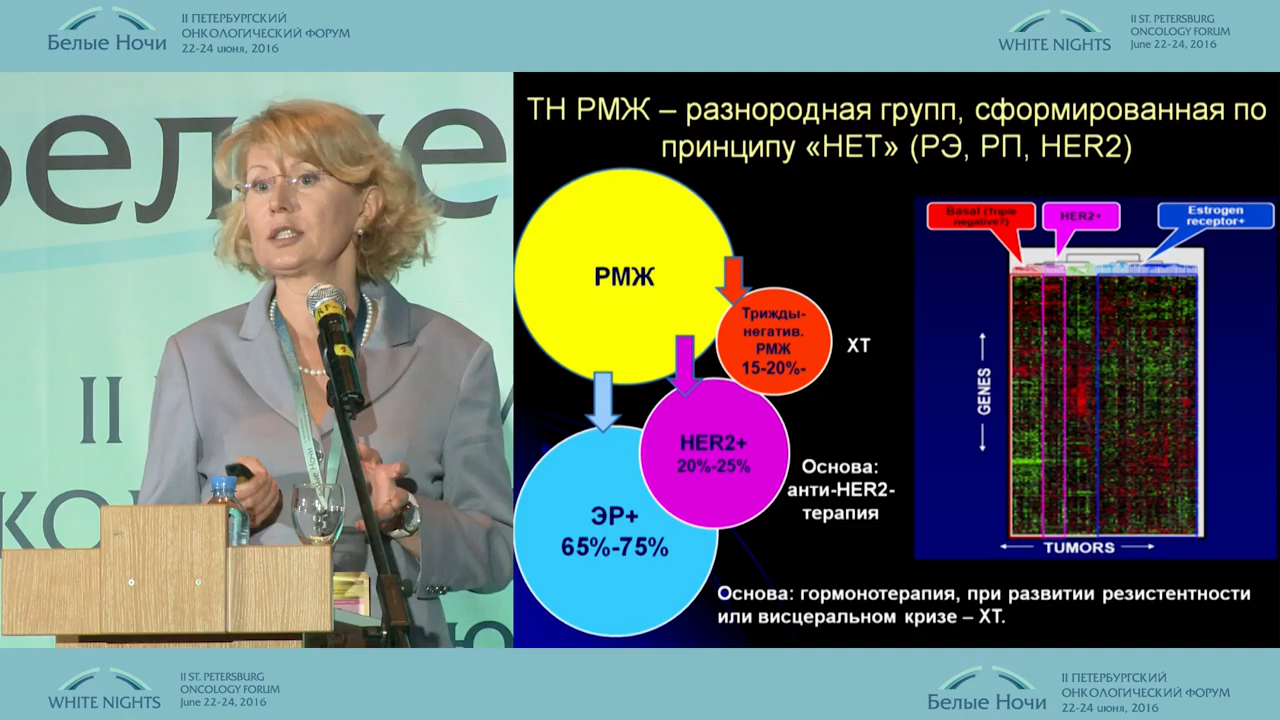 Белые Ночи
II ПЕТЕРБУРГСКИЙ
ОНКОЛОГИЧЕСКИЙ ФОРУМ
22-24 июня, 2016
WHITE NIGHTS
II ST. PETERSBURG
ONCOLOGY FORUM
June 22-24, 2016
II
ТН РМЖ – разнородная групп, сформированная по
принципу «НЕТ» (РЭ, РП, HER2)
РМЖ
Трижды-
негатив.
РМЖ
15-20%-
ХТ
HER2+
20%-25%
Основа:
анти-HER2-
терапия
ЭР+
65%-75%
Основа: гормонотерапия, при развитии резистентности
или висцеральном кризе – ХТ.
Basal (Triple
negative?)
HER2+
Estrogen
receptor+
GENES
TUMORS
WHITE NIGHTS
II ST. PETERSBURG
ONCOLOGY FORUM
June 22-24, 2016
Белые Ночи
II ПЕТЕРБУРГСКИЙ
ОНКОЛОГИЧЕСКИЙ ФОРУМ
22-24 июня, 2016